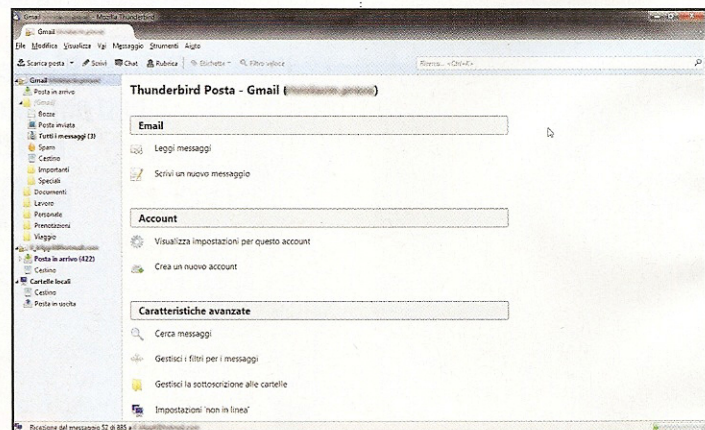 Gmail - Mozilla Thunderbird
Gmail
File Modifica Visualizza Vai Messaggio Strumenti Aiuto
Scarica posta Scrivi Chat Rubrica Etichetta Filtro veloce Ricerca... <Ctrl+K>
Gmail
Posta in arrivo
[Gmail]
Bozze
Posta inviata
Tutti i messaggi (3)
Spam
Cestino
Importanti
Speciali
Documenti
Lavoro
Personale
Prenotazioni
Viaggio
Posta in arrivo (422)
Cestino
Cartelle locali
Cestino
Posta in uscita
Thunderbird Posta - Gmail ( )
Email
Leggi messaggi
Scrivi un nuovo messaggio
Account
Visualizza impostazioni per questo account
Crea un nuovo account
Caratteristiche avanzate
Cerca messaggi
Gestisci i filtri per i messaggi
Gestisci la sottoscrizione alle cartelle
Impostazioni 'non in linea'
Ricezione del messaggio 52 di 885